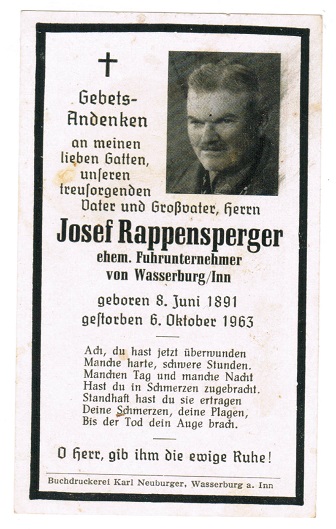 Gebets-
Andenken
an meinen
lieben Gatten,
unseren
treusorgenden
Vater und Großvater, Herrn
Josef Rappensperger
ehem. Fuhrunternehmer
von Wasserburg/Inn
geboren 8. Juni 1891
gestorben 6. Oktober 1963
Ach, du hast jetzt überwunden
Manche harte, schwere Stunden.
Manchen Tag und manche Nacht
Hast du in Schmerzen zugebracht.
Standhaft hast du sie ertragen
Deine Schmerzen, deine Plagen,
Bis der Tod dein Auge brach.
O Herr, gib ihm die ewige Ruhe!
Buchdruckerei Karl Neuburger, Wasserburg a. Inn